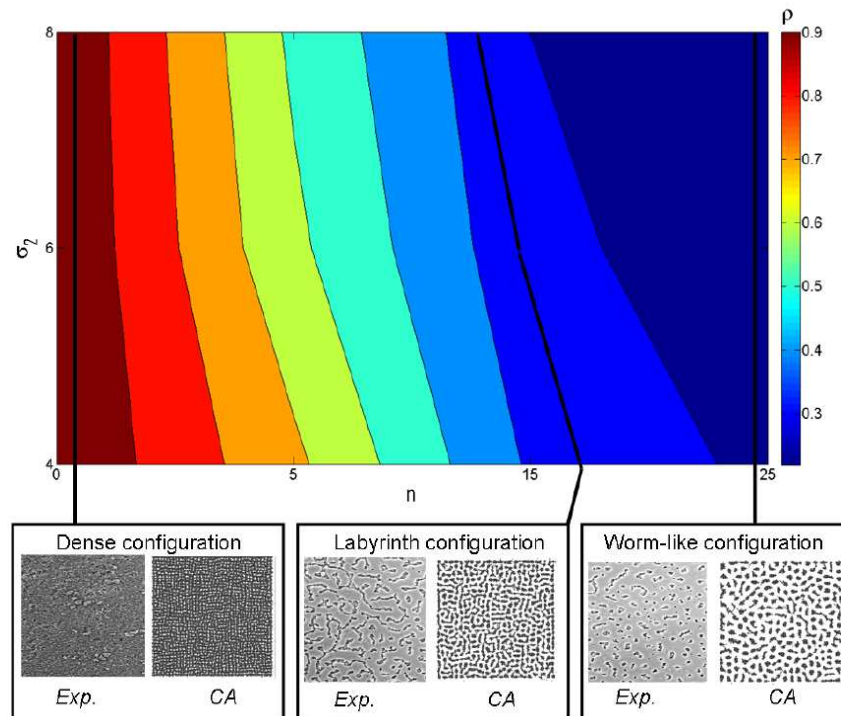 ρ
8
6
4
σ₂
0
5
15
25
n
0.9
0.8
0.7
0.6
0.5
0.4
0.3
Dense configuration
Exp.
CA
Labyrinth configuration
Exp.
CA
Worm-like configuration
Exp.
CA